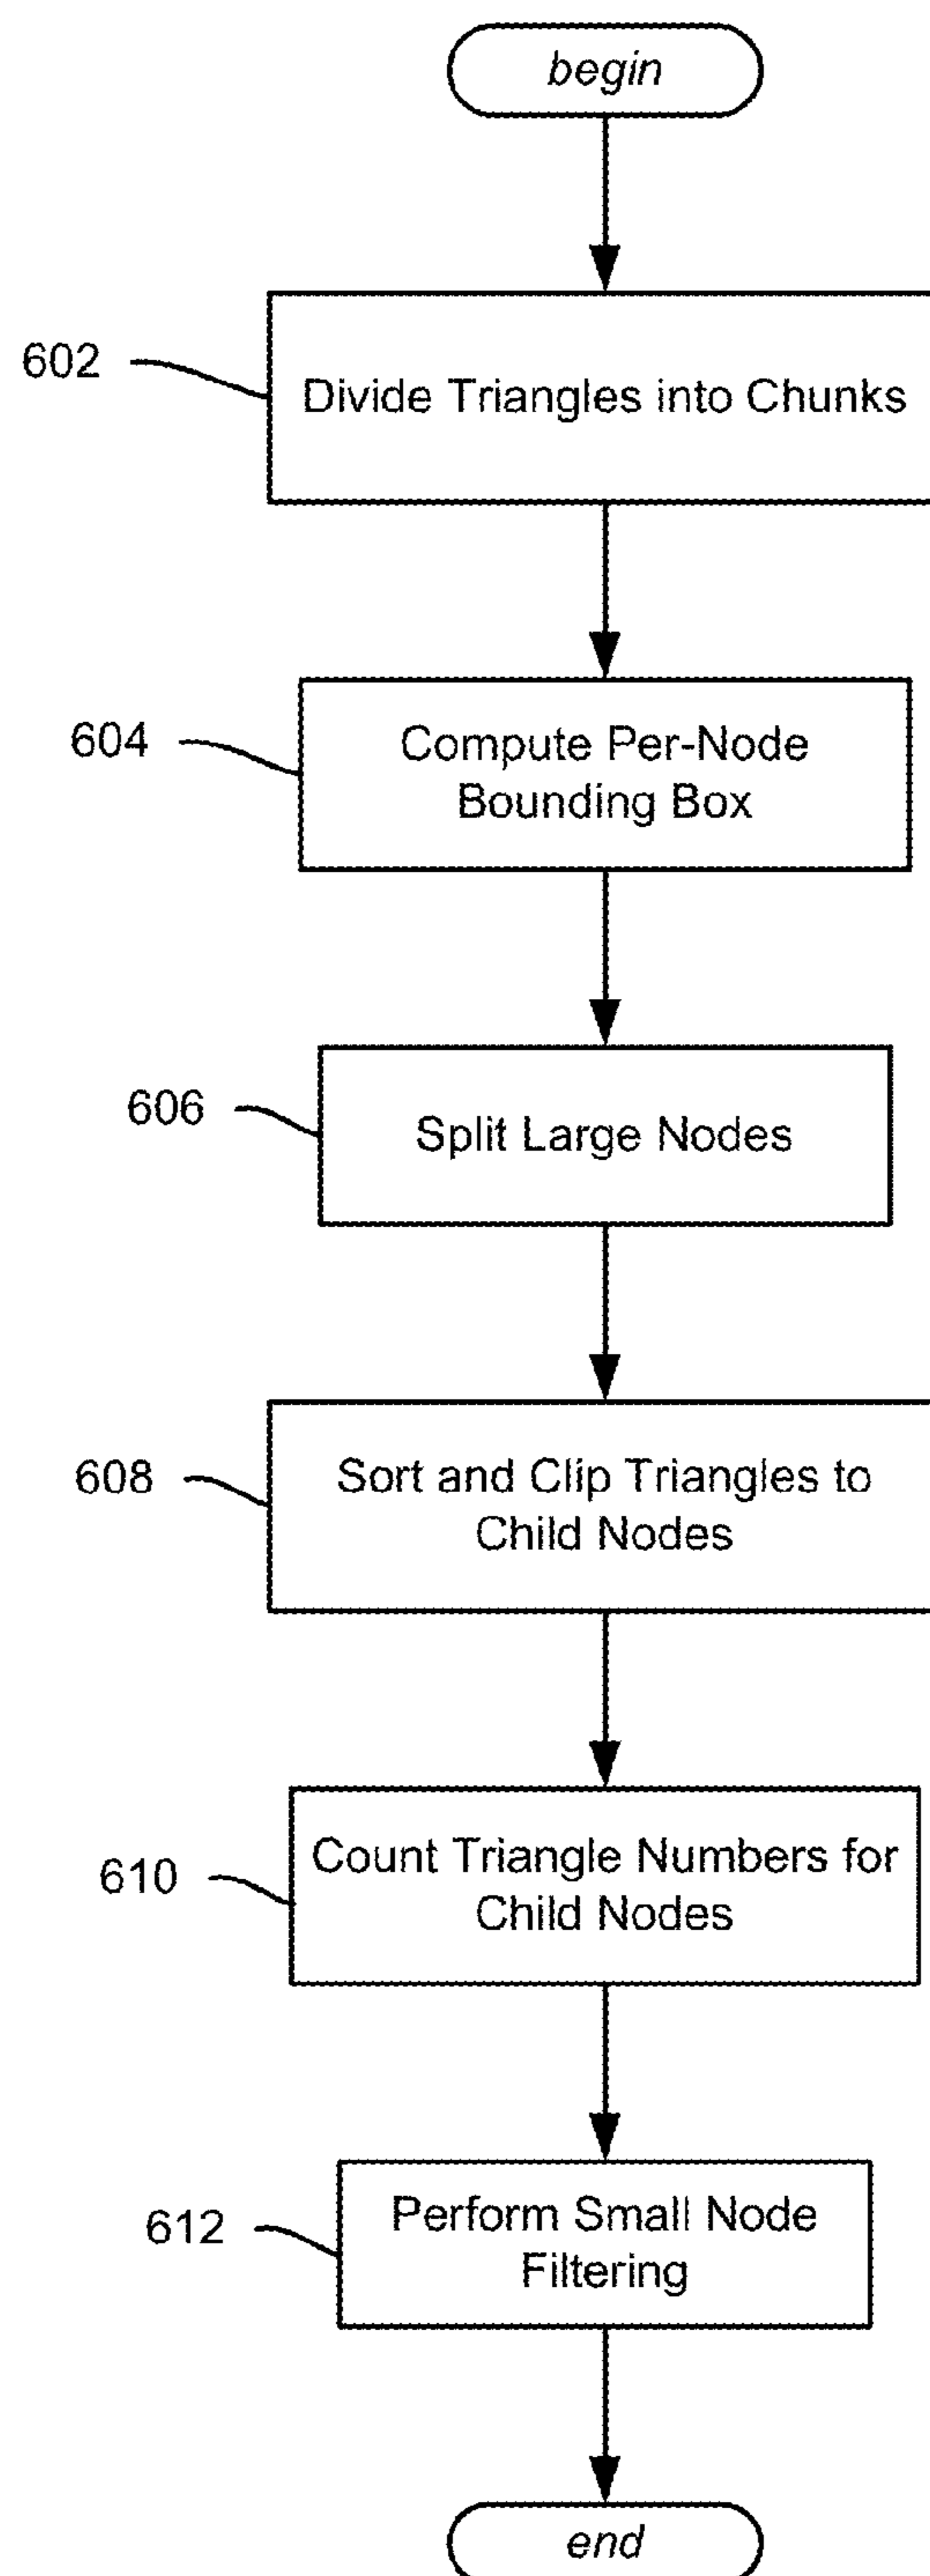 begin
602
Divide Triangles into Chunks
604
Compute Per-Node
Bounding Box
606
Split Large Nodes
608
Sort and Clip Triangles to
Child Nodes
610
Count Triangle Numbers for
Child Nodes
612
Perform Small Node
Filtering
end